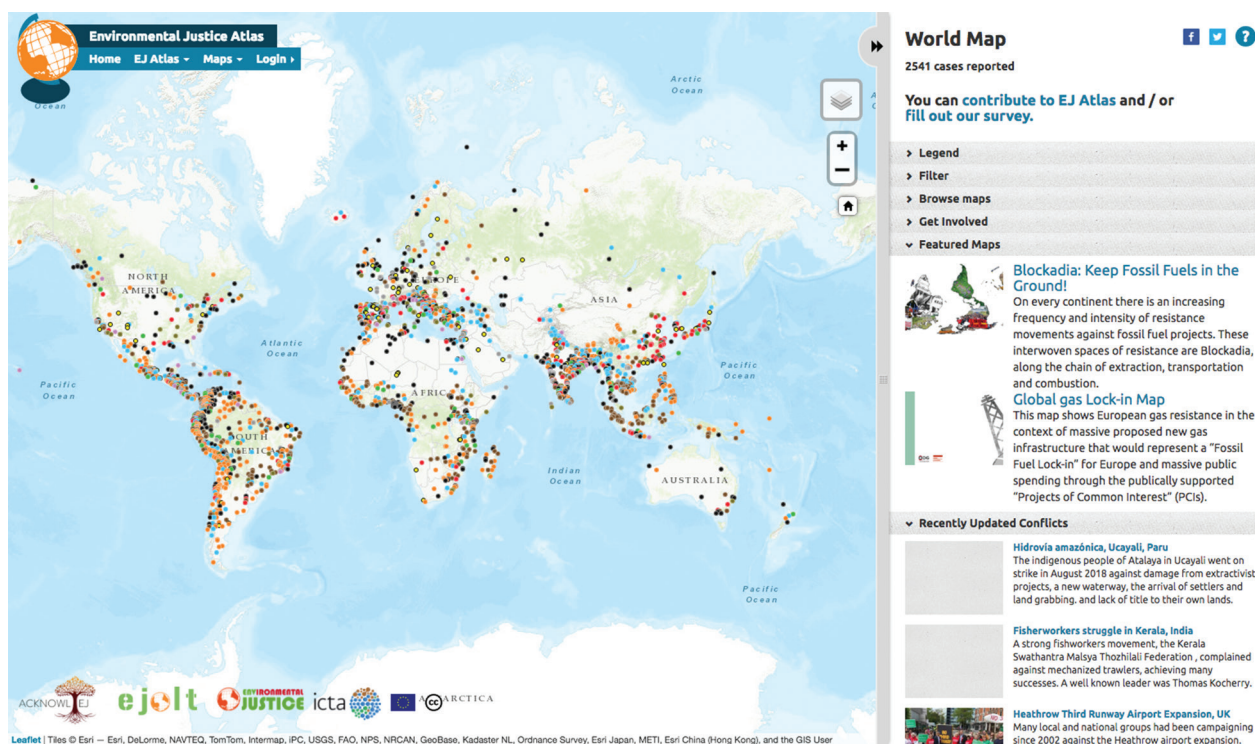 Environmental Justice Atlas
Home EJ Atlas Maps Login
Ocean
Arctic
Ocean
NORTH
AMERICA
EUROPE
ASIA
Atlantic
Ocean
Pacific
Ocean
Pacific
Ocean
AFRIC
SOUTH
AMERICA
Indian
Ocean
AUSTRALIA
Pacific
Ocean
ACKNOWL EJ
ejolt
ENVIRONMENTAL
JUSTICE
icta
cc
ARCTICA
Leaflet | Tiles © Esri — Esri, DeLorme, NAVTEQ, TomTom, Intermap, iPC, USGS, FAO, NPS, NRCAN, GeoBase, Kadaster NL, Ordnance Survey, Esri Japan, METI, Esri China (Hong Kong), and the GIS User
World Map
2541 cases reported
You can contribute to EJ Atlas and / or
fill out our survey.
Legend
Filter
Browse maps
Get Involved
Featured Maps
Blockadia: Keep Fossil Fuels in the
Ground!
On every continent there is an increasing
frequency and intensity of resistance
movements against fossil fuel projects. These
interwoven spaces of resistance are Blockadia,
along the chain of extraction, transportation
and combustion.
Global gas Lock-in Map
This map shows European gas resistance in the
context of massive proposed new gas
infrastructure that would represent a "Fossil
Fuel Lock-in" for Europe and massive public
spending through the publically supported
"Projects of Common Interest" (PCIs).
Recently Updated Conflicts
Hidrovía amazónica, Ucayali, Paru
The indigenous people of Atalaya in Ucayali went on
strike in August 2018 against damage from extractivist
projects, a new waterway, the arrival of settlers and
land grabbing. and lack of title to their own lands.
Fisherworkers struggle in Kerala, India
A strong fishworkers movement, the Kerala
Swathantra Malsya Thozhilali Federation , complained
against mechanized trawlers, achieving many
successes. A well known leader was Thomas Kocherry.
Heathrow Third Runway Airport Expansion, UK
Many local and national groups had been campaigning
since 2002 against the Heathrow airport expansion.